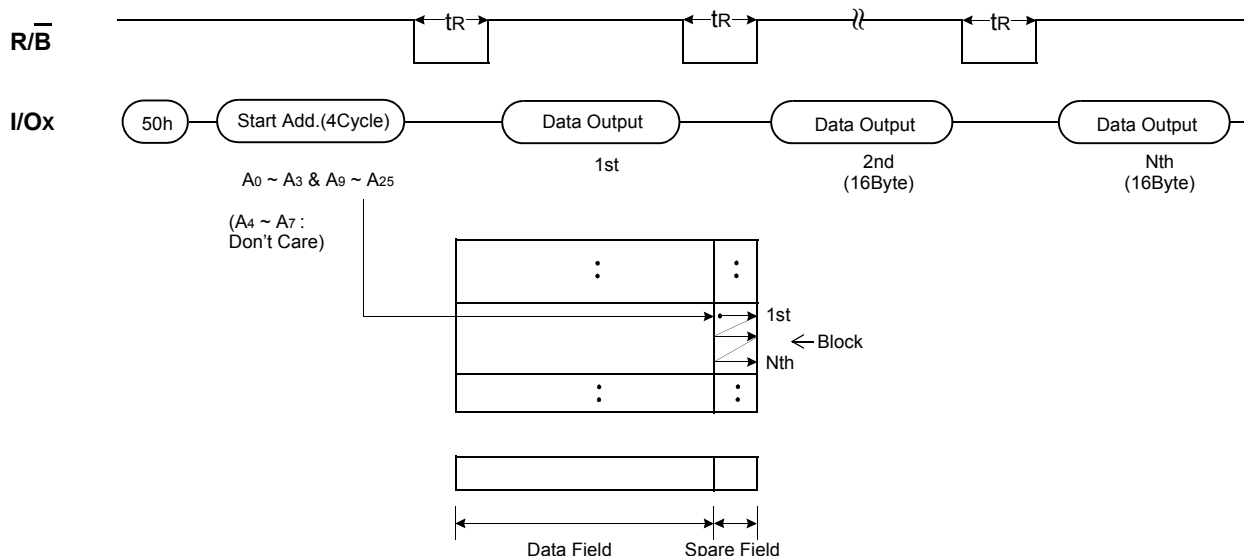 R/B tR tR tR
I/Ox 50h Start Add.(4Cycle) Data Output Data Output Data Output
1st 2nd Nth
(16Byte) (16Byte)
A0 ~ A3 & A9 ~ A25
(A4 ~ A7 :
Don't Care)
1st
Block
Nth
Data Field Spare Field